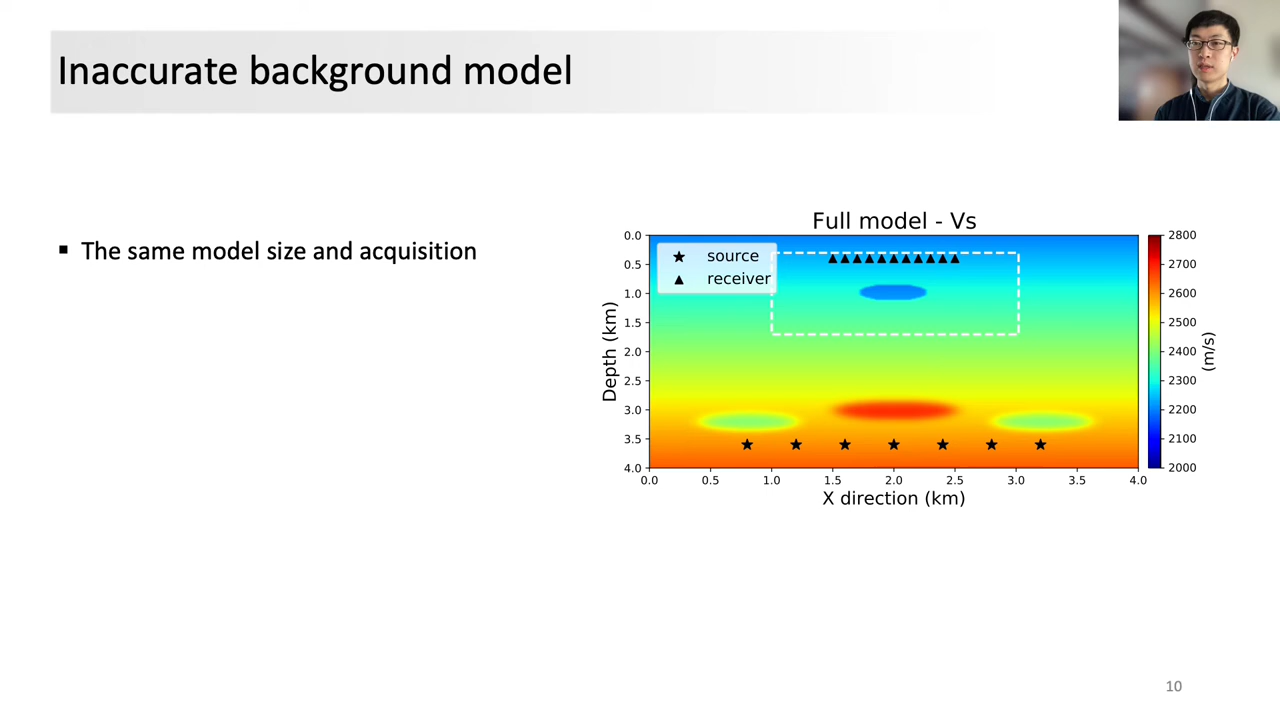 Inaccurate background model
▪ The same model size and acquisition
Full model - Vs
source
receiver
Depth (km)
0.0
0.5
1.0
1.5
2.0
2.5
3.0
3.5
4.0
0.0 0.5 1.0 1.5 2.0 2.5 3.0 3.5 4.0
X direction (km)
2800
2700
2600
2500
2400
2300
2200
2100
2000
(m/s)
10